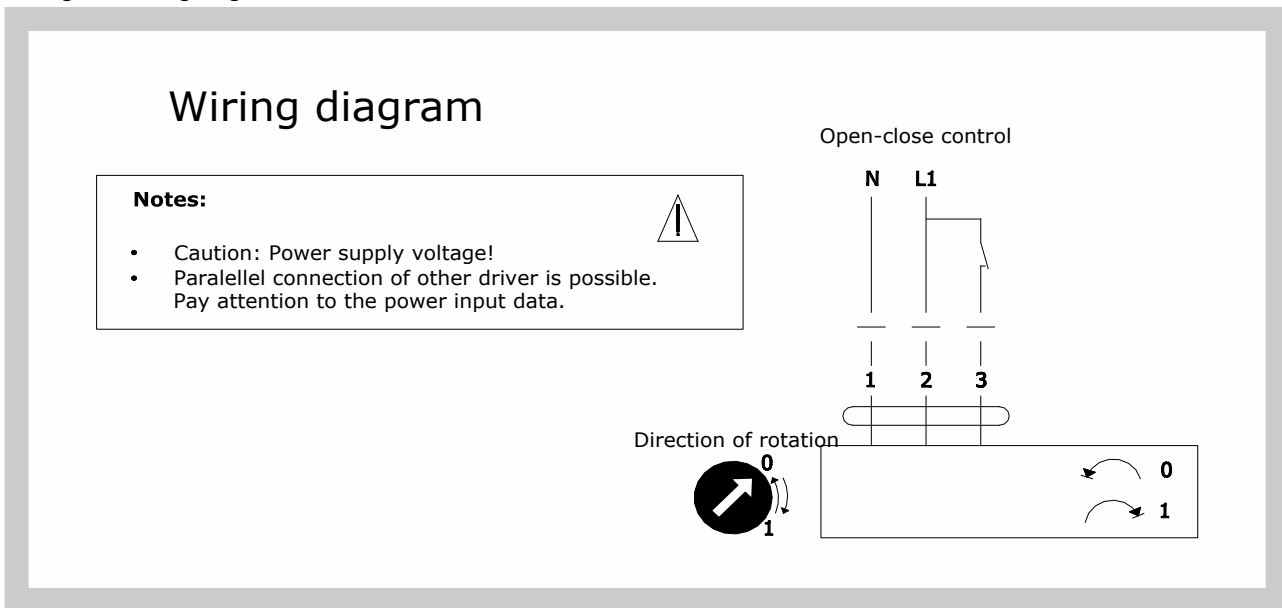 Wiring diagram
Open-close control
N L1
Notes:
• Caution: Power supply voltage!
• Paralellel connection of other driver is possible.
Pay attention to the power input data.
1 2 3
Direction of rotation
0
1
0
1